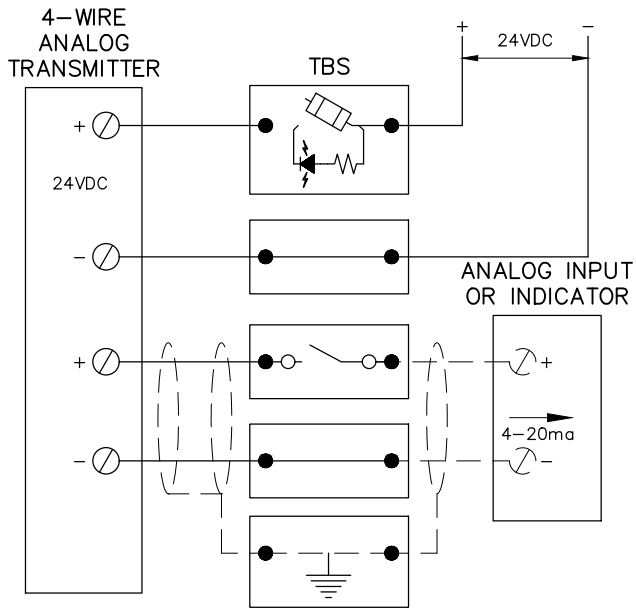 4-WIRE
ANALOG
TRANSMITTER
TBS
+ 24VDC -
+
24VDC
-
ANALOG INPUT
OR INDICATOR
+ +
4-20ma
- -